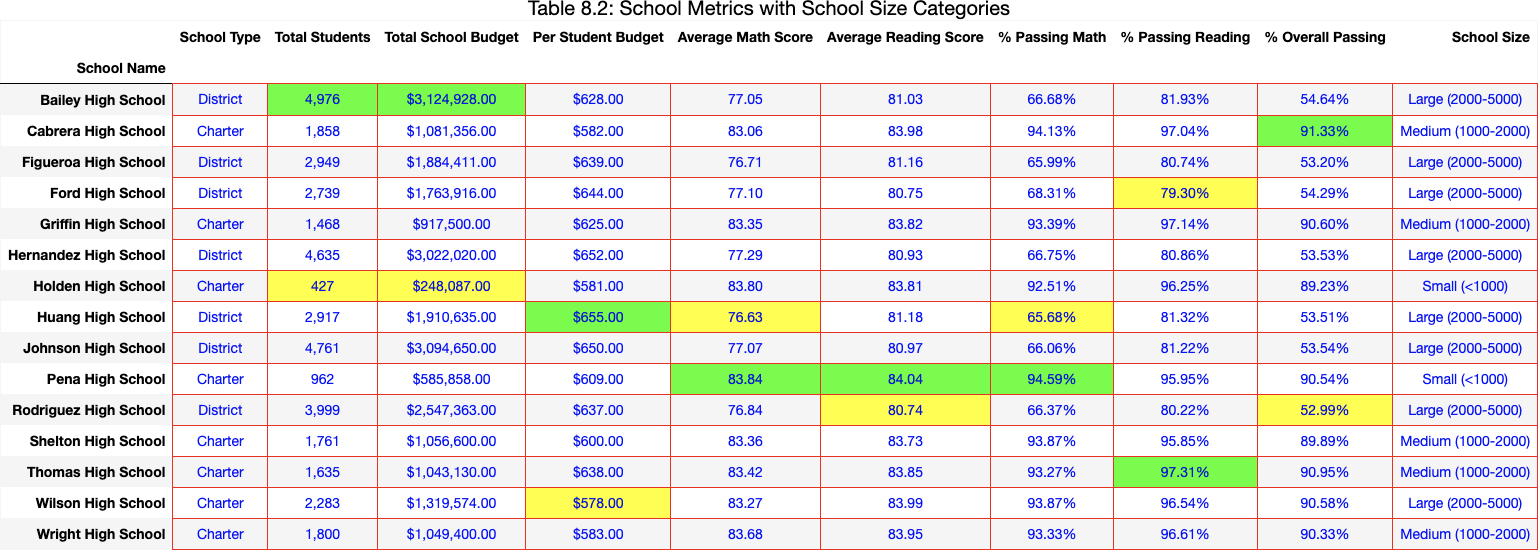 Table 8.2: School Metrics with School Size Categories
School Type Total Students Total School Budget Per Student Budget Average Math Score Average Reading Score % Passing Math % Passing Reading % Overall Passing School Size
School Name
Bailey High School District 4,976 $3,124,928.00 $628.00 77.05 81.03 66.68% 81.93% 54.64% Large (2000-5000)
Cabrera High School Charter 1,858 $1,081,356.00 $582.00 83.06 83.98 94.13% 97.04% 91.33% Medium (1000-2000)
Figueroa High School District 2,949 $1,884,411.00 $639.00 76.71 81.16 65.99% 80.74% 53.20% Large (2000-5000)
Ford High School District 2,739 $1,763,916.00 $644.00 77.10 80.75 68.31% 79.30% 54.29% Large (2000-5000)
Griffin High School Charter 1,468 $917,500.00 $625.00 83.35 83.82 93.39% 97.14% 90.60% Medium (1000-2000)
Hernandez High School District 4,635 $3,022,020.00 $652.00 77.29 80.93 66.75% 80.86% 53.53% Large (2000-5000)
Holden High School Charter 427 $248,087.00 $581.00 83.80 83.81 92.51% 96.25% 89.23% Small (<1000)
Huang High School District 2,917 $1,910,635.00 $655.00 76.63 81.18 65.68% 81.32% 53.51% Large (2000-5000)
Johnson High School District 4,761 $3,094,650.00 $650.00 77.07 80.97 66.06% 81.22% 53.54% Large (2000-5000)
Pena High School Charter 962 $585,858.00 $609.00 83.84 84.04 94.59% 95.95% 90.54% Small (<1000)
Rodriguez High School District 3,999 $2,547,363.00 $637.00 76.84 80.74 66.37% 80.22% 52.99% Large (2000-5000)
Shelton High School Charter 1,761 $1,056,600.00 $600.00 83.36 83.73 93.87% 95.85% 89.89% Medium (1000-2000)
Thomas High School Charter 1,635 $1,043,130.00 $638.00 83.42 83.85 93.27% 97.31% 90.95% Medium (1000-2000)
Wilson High School Charter 2,283 $1,319,574.00 $578.00 83.27 83.99 93.87% 96.54% 90.58% Large (2000-5000)
Wright High School Charter 1,800 $1,049,400.00 $583.00 83.68 83.95 93.33% 96.61% 90.33% Medium (1000-2000)